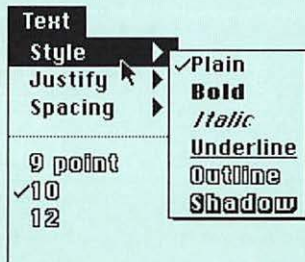 Text
Style
Justify
Spacing
9 point
✓10
12
✓Plain
Bold
Italic
Underline
Outline
Shadow